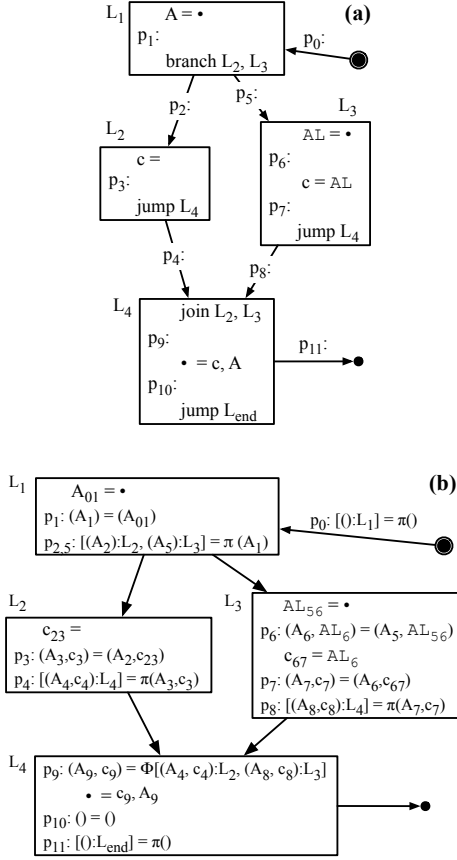 (a)
L₁
A = •
p₁:
branch L₂, L₃
p₀:
p₂:
p₅:
L₂
c =
p₃:
jump L₄
L₃
AL = •
p₆:
c = AL
p₇:
jump L₄
p₄:
p₈:
L₄
join L₂, L₃
p₉:
• = c, A
p₁₀:
jump Lend
p₁₁:
(b)
L₁
A₀₁ = •
p₁: (A₁) = (A₀₁)
p₂,₅: [(A₂):L₂, (A₅):L₃] = π (A₁)
p₀: [():L₁] = π()
L₂
c₂₃ =
p₃: (A₃,c₃) = (A₂,c₂₃)
p₄: [(A₄,c₄):L₄] = π(A₃,c₃)
L₃
AL₅₆ = •
p₆: (A₆, AL₆) = (A₅, AL₅₆)
c₆₇ = AL₆
p₇: (A₇,c₇) = (A₆,c₆₇)
p₈: [(A₈,c₈):L₄] = π(A₇,c₇)
L₄
p₉: (A₉, c₉) = Φ[(A₄, c₄):L₂, (A₈, c₈):L₃]
• = c₉, A₉
p₁₀: () = ()
p₁₁: [():Lend] = π()